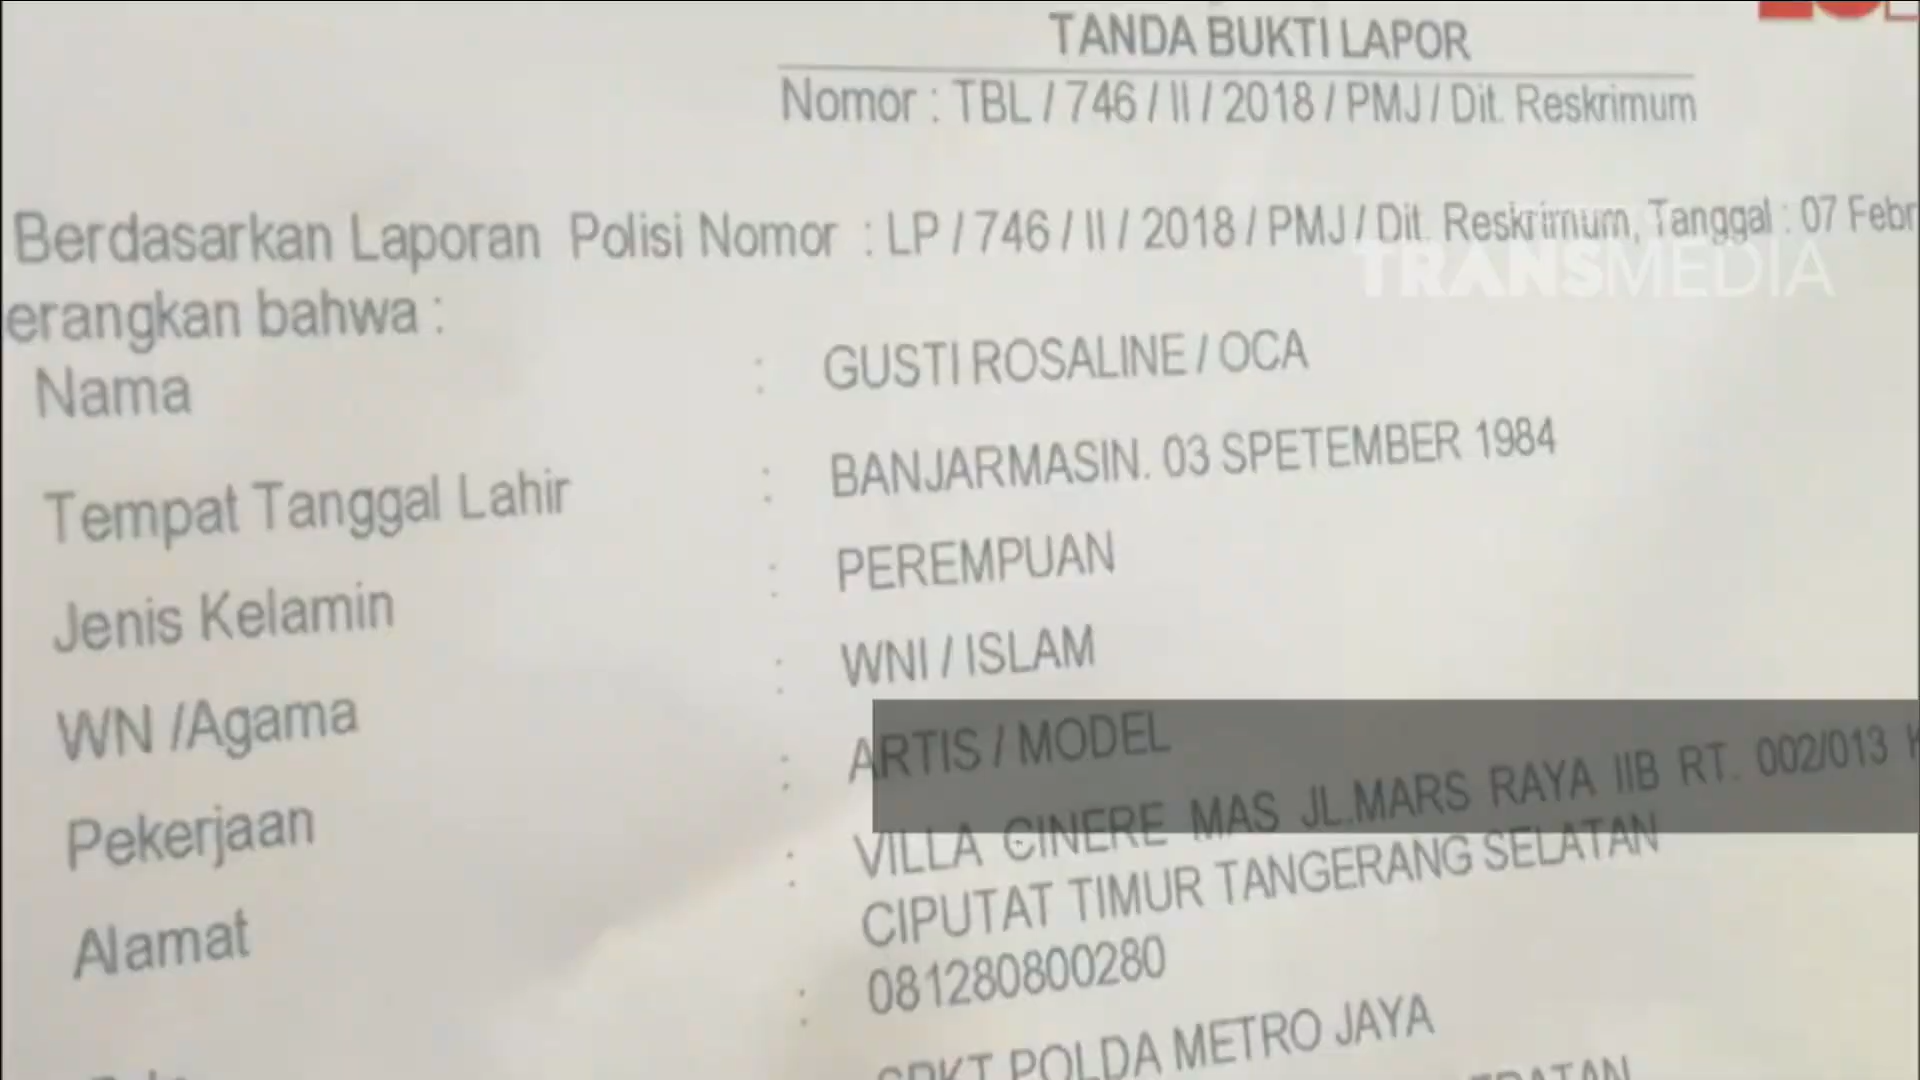 TANDA BUKTI LAPOR
Nomor : TBL / 746 / II / 2018 / PMJ / Dit. Reskrimum
Berdasarkan Laporan Polisi Nomor : LP / 746 / II / 2018 / PMJ / Dit. Reskrimum, Tanggal : 07 Febr
TRANSMEDIA
erangkan bahwa :
Nama : GUSTI ROSALINE / OCA
Tempat Tanggal Lahir : BANJARMASIN. 03 SPETEMBER 1984
Jenis Kelamin : PEREMPUAN
WN /Agama : WNI / ISLAM
Pekerjaan : ARTIS / MODEL
Alamat : VILLA CINERE MAS JL.MARS RAYA IIB RT. 002/013 K
CIPUTAT TIMUR TANGERANG SELATAN
: 081280800280
SPKT POLDA METRO JAYA